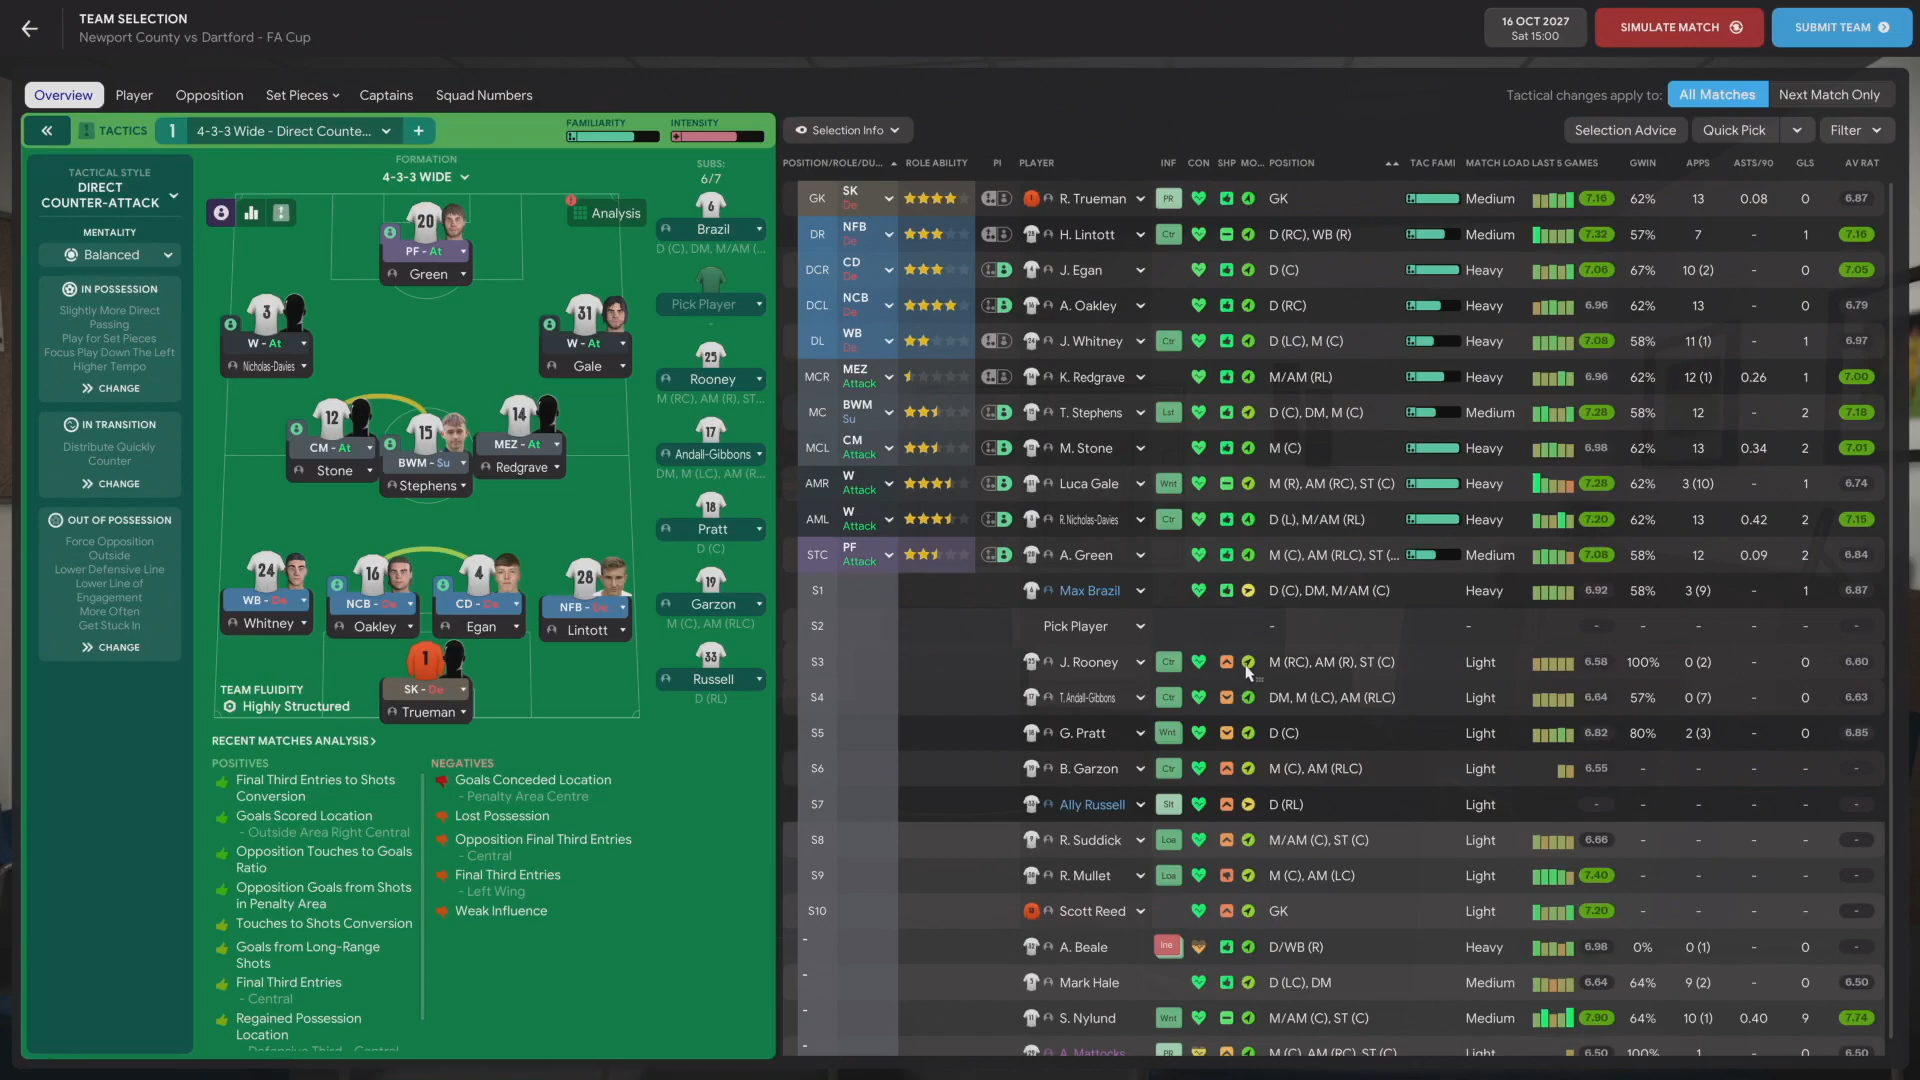 TEAM SELECTION
Newport County vs Dartford - FA Cup
16 OCT 2027
Sat 15:00
SIMULATE MATCH
SUBMIT TEAM
Overview Player Opposition Set Pieces Captains Squad Numbers
Tactical changes apply to: All Matches Next Match Only
TACTICS 1 4-3-3 Wide - Direct Counte... +
FAMILIARITY INTENSITY
Selection Info
Selection Advice Quick Pick Filter
TACTICAL STYLE
DIRECT
COUNTER-ATTACK
MENTALITY
Balanced
IN POSSESSION
Slightly More Direct
Passing
Play for Set Pieces
Focus Play Down The Left
Higher Tempo
CHANGE
IN TRANSITION
Distribute Quickly
Counter
CHANGE
OUT OF POSSESSION
Force Opposition
Outside
Lower Defensive Line
Lower Line of
Engagement
More Often
Get Stuck In
CHANGE
FORMATION
4-3-3 WIDE
Analysis
20
PF - At
Green
3
W - At
Nicholas-Davies
31
W - At
Gale
12
CM - At
Stone
15
BWM - Su
Stephens
14
MEZ - At
Redgrave
24
WB - De
Whitney
16
NCB - De
Oakley
4
CD - De
Egan
28
NFB - De
Lintott
1
SK - De
Trueman
TEAM FLUIDITY
Highly Structured
SUBS:
6/7
6
Brazil
D (C), DM, M/AM (...
Pick Player
-
25
Rooney
M (RC), AM (R), ST...
17
Andall-Gibbons
DM, M (LC), AM (R...
18
Pratt
D (C)
19
Garzon
M (C), AM (RLC)
33
Russell
D (RL)
RECENT MATCHES ANALYSIS>
POSITIVES
Final Third Entries to Shots
Conversion
Goals Scored Location
- Outside Area Right Central
Opposition Touches to Goals
Ratio
Opposition Goals from Shots
in Penalty Area
Touches to Shots Conversion
Goals from Long-Range
Shots
Final Third Entries
- Central
Regained Possession
Location
- Defensive Third - Central
NEGATIVES
Goals Conceded Location
- Penalty Area Centre
Lost Possession
Opposition Final Third Entries
- Central
Final Third Entries
- Left Wing
Weak Influence
POSITION/ROLE/DU... ROLE ABILITY PI PLAYER INF CON SHP MO... POSITION TAC FAMI MATCH LOAD LAST 5 GAMES GWIN APPS ASTS/90 GLS AV RAT
GK SK De R. Trueman PR GK Medium 7.16 62% 13 0.08 0 6.87
DR NFB De H. Lintott Ctr D (RC), WB (R) Medium 7.32 57% 7 - 1 7.16
DCR CD De J. Egan D (C) Heavy 7.06 67% 10 (2) - 0 7.05
DCL NCB De A. Oakley D (RC) Heavy 6.96 62% 13 - 0 6.79
DL WB De J. Whitney Ctr D (LC), M (C) Heavy 7.08 58% 11 (1) - 1 6.97
MCR MEZ Attack K. Redgrave M/AM (RL) Heavy 6.96 62% 12 (1) 0.26 1 7.00
MC BWM Su T. Stephens Lst D (C), DM, M (C) Medium 7.28 58% 12 - 2 7.18
MCL CM Attack M. Stone M (C) Heavy 6.98 62% 13 0.34 2 7.01
AMR W Attack Luca Gale Wnt M (R), AM (RC), ST (C) Heavy 7.28 62% 3 (10) - 1 6.74
AML W Attack R. Nicholas-Davies Ctr D (L), M/AM (RL) Heavy 7.20 62% 13 0.42 2 7.15
STC PF Attack A. Green M (C), AM (RLC), ST (... Medium 7.08 58% 12 0.09 2 6.84
S1 Max Brazil D (C), DM, M/AM (C) Heavy 6.92 58% 3 (9) - 1 6.87
S2 Pick Player - - - - - - - -
S3 J. Rooney Ctr M (RC), AM (R), ST (C) Light 6.58 100% 0 (2) - 0 6.60
S4 T. Andall-Gibbons Ctr DM, M (LC), AM (RLC) Light 6.64 57% 0 (7) - 0 6.63
S5 G. Pratt Wnt D (C) Light 6.82 80% 2 (3) - 0 6.85
S6 B. Garzon Ctr M (C), AM (RLC) Light 6.55 - - - - -
S7 Ally Russell Slt D (RL) Light - - - - - -
S8 R. Suddick Loa M/AM (C), ST (C) Light 6.66 - - - - -
S9 R. Mullet Loa M (C), AM (LC) Light 7.40 - - - - -
S10 Scott Reed GK Light 7.20 - - - - -
- A. Beale Ine D/WB (R) Heavy 6.98 0% 0 (1) - 0 -
- Mark Hale D (LC), DM Medium 6.64 64% 9 (2) - 0 6.50
- S. Nylund Wnt M/AM (C), ST (C) Medium 7.90 64% 10 (1) 0.40 9 7.74
- A. Mattocks PR M (C), AM (RC), ST (C) Light 6.50 100% 1 - 0 6.50